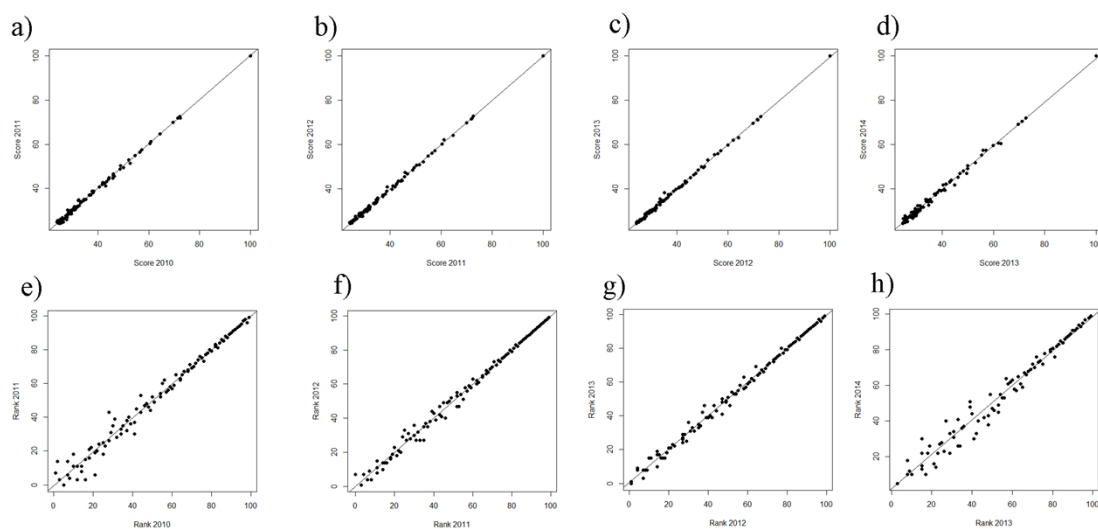 a)
100
80
60
40
Score 2011
40 60 80 100
Score 2010
b)
100
80
60
40
Score 2012
40 60 80 100
Score 2011
c)
100
80
60
40
Score 2013
40 60 80 100
Score 2012
d)
100
80
60
40
Score 2014
40 60 80 100
Score 2013
e)
100
80
60
40
20
0
Rank 2011
0 20 40 60 80 100
Rank 2010
f)
100
80
60
40
20
0
Rank 2012
0 20 40 60 80 100
Rank 2011
g)
100
80
60
40
20
0
Rank 2013
0 20 40 60 80 100
Rank 2012
h)
100
80
60
40
20
Rank 2014
0 20 40 60 80 100
Rank 2013